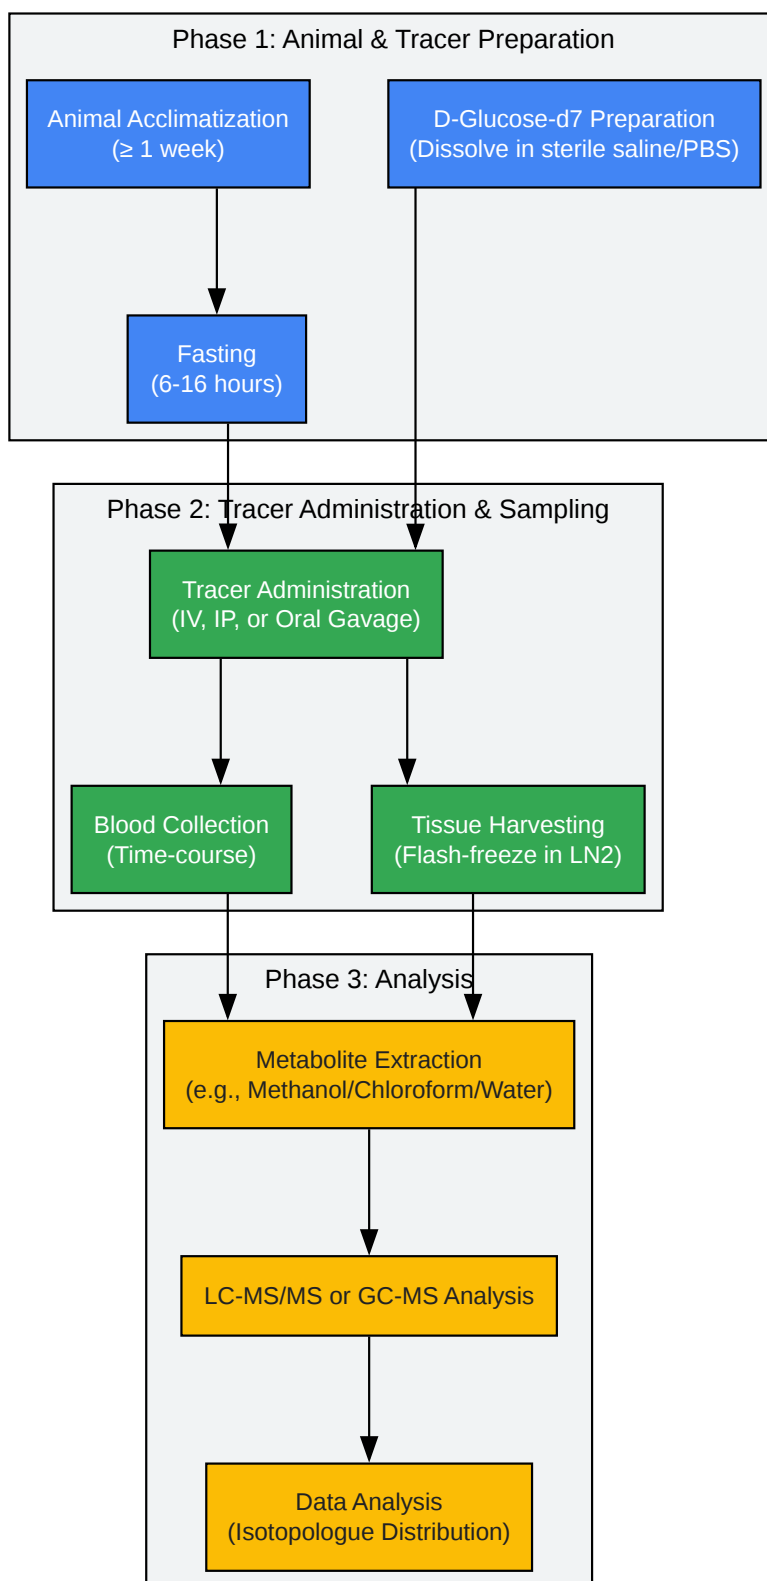 Phase 1: Animal & Tracer Preparation
Animal Acclimatization
(≥ 1 week)
D-Glucose-d7 Preparation
(Dissolve in sterile saline/PBS)
Fasting
(6-16 hours)
Phase 2: Tracer Administration & Sampling
Tracer Administration
(IV, IP, or Oral Gavage)
Blood Collection
(Time-course)
Tissue Harvesting
(Flash-freeze in LN2)
Phase 3: Analysis
Metabolite Extraction
(e.g., Methanol/Chloroform/Water)
LC-MS/MS or GC-MS Analysis
Data Analysis
(Isotopologue Distribution)